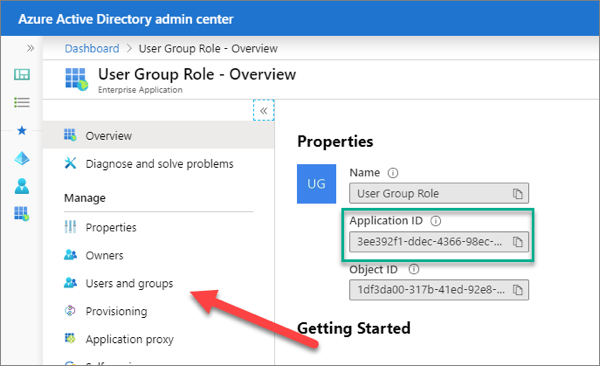 Azure Active Directory admin center
Dashboard > User Group Role - Overview
User Group Role - Overview
Enterprise Application
Overview
Diagnose and solve problems
Manage
Properties
Owners
Users and groups
Provisioning
Application proxy
Properties
UG
Name
User Group Role
Application ID
3ee392f1-ddec-4366-98ec-...
Object ID
1df3da00-317b-41ed-92e8-...
Getting Started